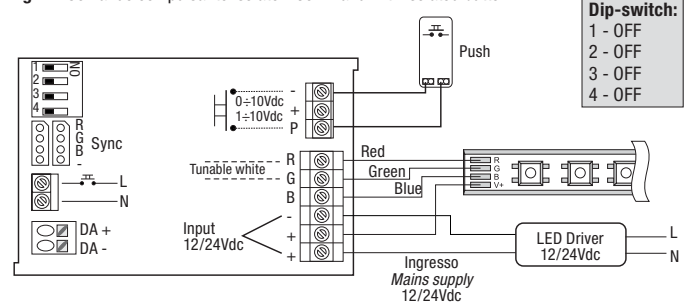 Dip-switch:
1 - OFF
2 - OFF
3 - OFF
4 - OFF
Push
1
2
3
4
ON
0÷10Vdc
1÷10Vdc
-
+
P
R
G
B
-
Sync
L
N
DA +
DA -
Tunable white
R
G
B
-
+
+
Input
12/24Vdc
Red
Green
Blue
R
G
B
V+
Ingresso
Mains supply
12/24Vdc
LED Driver
12/24Vdc
L
N